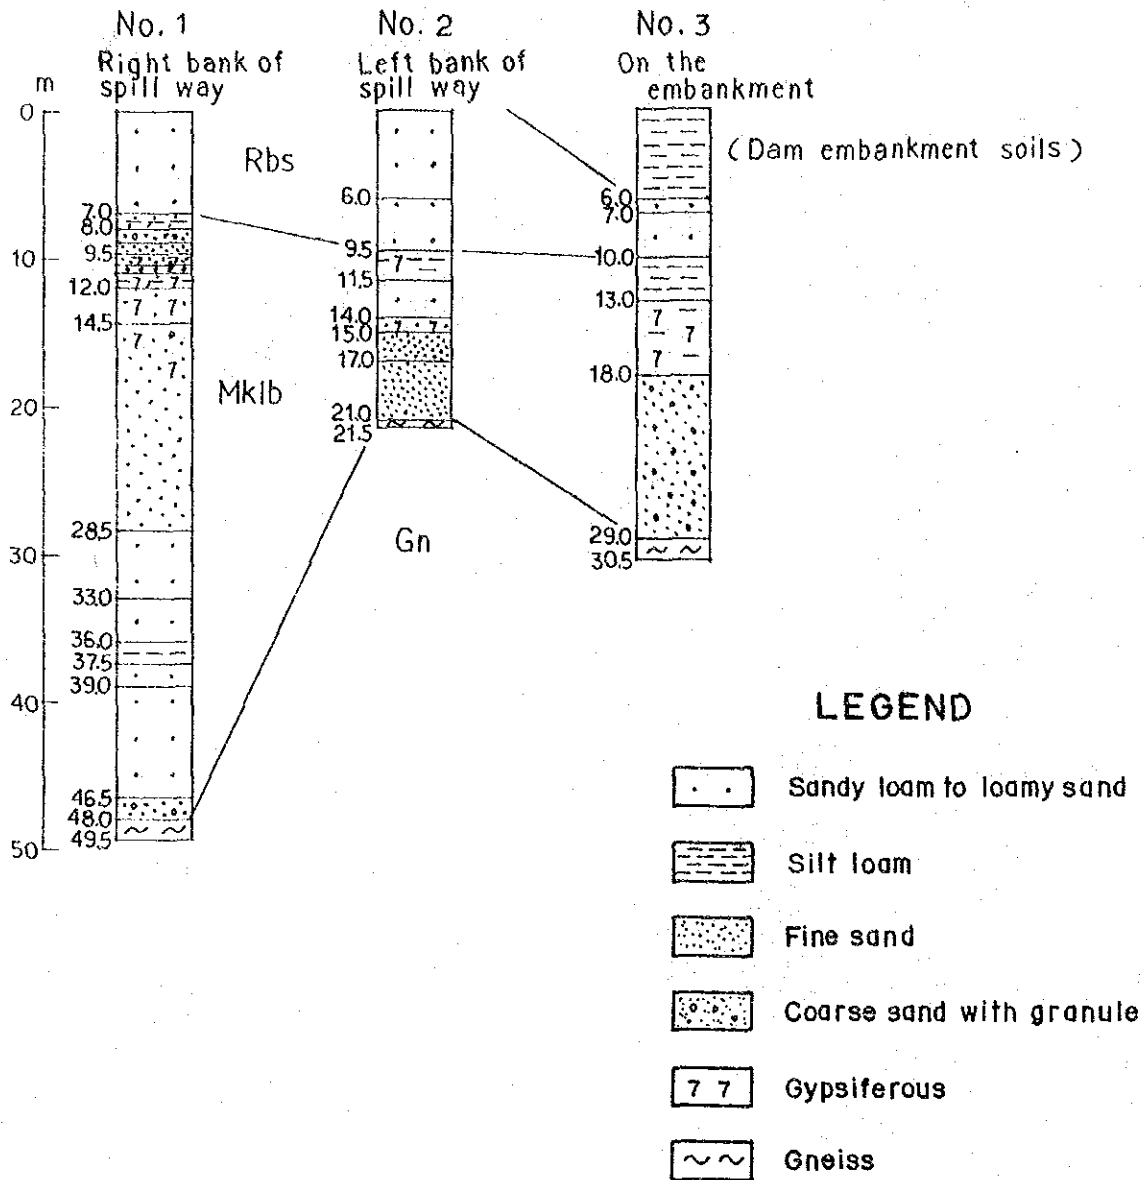 No. 1
Right bank of
spill way
No. 2
Left bank of
spill way
No. 3
On the
embankment
m
0
10
20
30
40
50
7.0
8.0
9.5
12.0
14.5
28.5
33.0
36.0
37.5
39.0
46.5
48.0
49.5
Rbs
Mklb
Gn
6.0
9.5
11.5
14.0
15.0
17.0
21.0
21.5
(Dam embankment soils)
6.0
7.0
10.0
13.0
18.0
29.0
30.5
LEGEND
Sandy loam to loamy sand
Silt loam
Fine sand
Coarse sand with granule
7 7 Gypsiferous
Gneiss